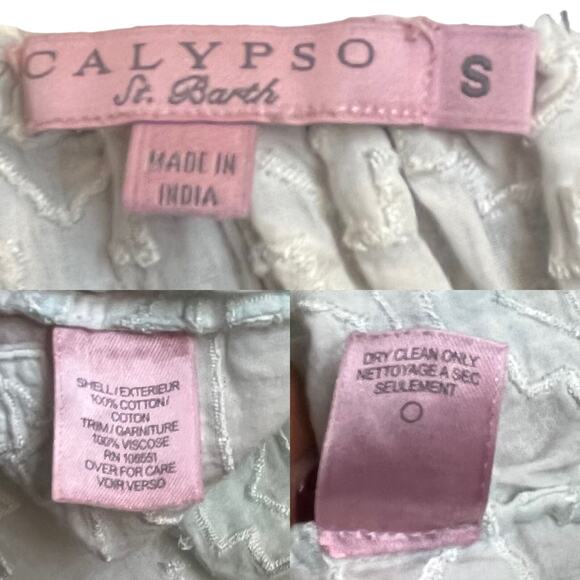 CALYPSO
St. Barth
S
MADE IN
INDIA
SHELL/EXTERIEUR
100% COTTON/
COTON
TRIM/GARNITURE
100% VISCOSE
RN 106551
OVER FOR CARE
VOIR VERSO
DRY CLEAN ONLY
NETTOYAGE A SEC
SEULEMENT